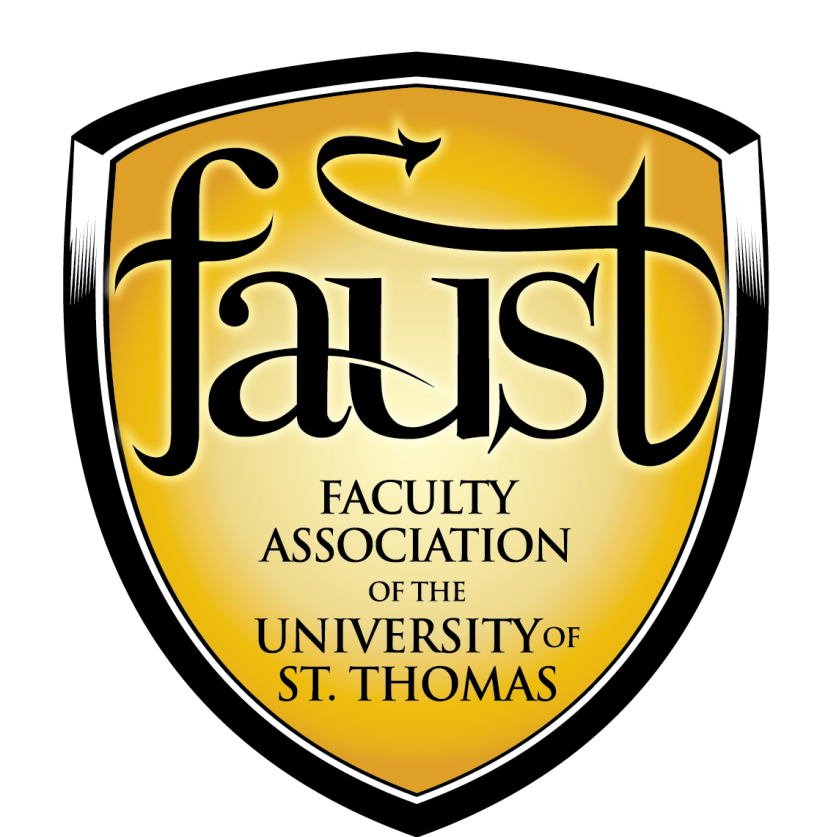 faust
FACULTY
ASSOCIATION
OF THE
UNIVERSITY OF
ST. THOMAS